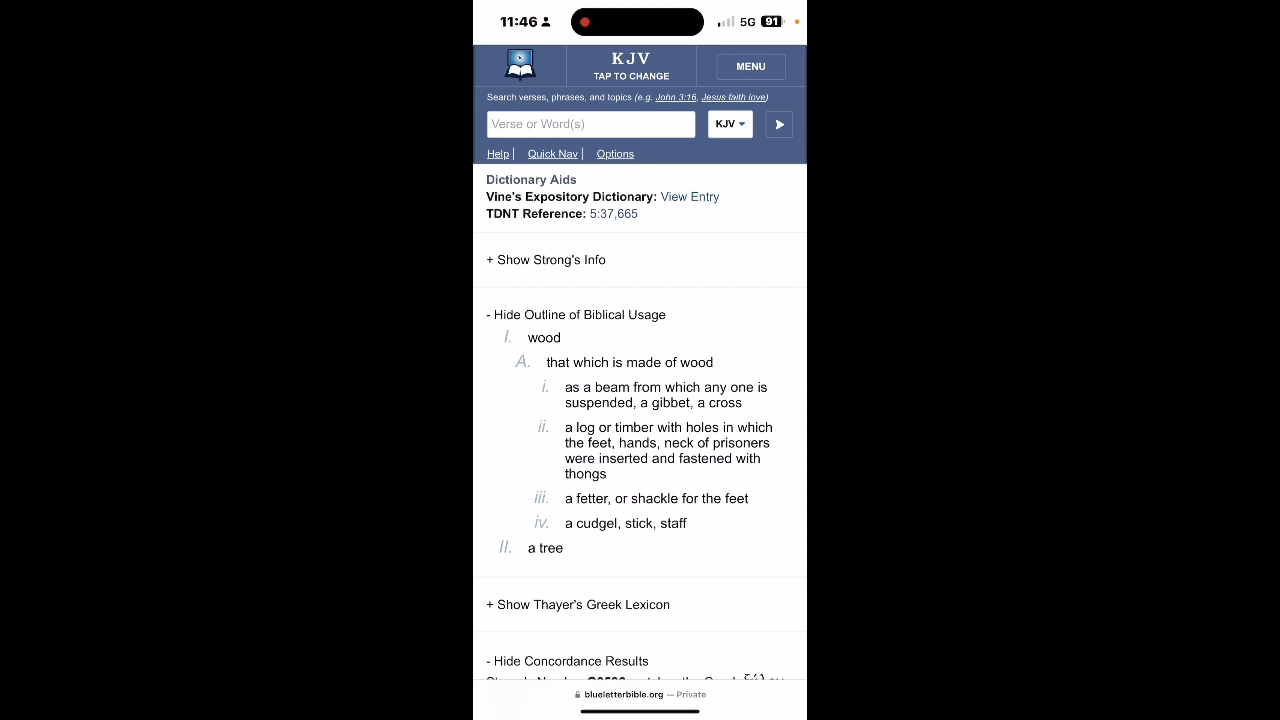 11:46
5G 91
KJV
TAP TO CHANGE
MENU
Search verses, phrases, and topics (e.g. John 3:16, Jesus faith love)
Verse or Word(s)
KJV
Help | Quick Nav | Options
Dictionary Aids
Vine's Expository Dictionary: View Entry
TDNT Reference: 5:37,665
+ Show Strong's Info
- Hide Outline of Biblical Usage
I. wood
A. that which is made of wood
i. as a beam from which any one is
suspended, a gibbet, a cross
ii. a log or timber with holes in which
the feet, hands, neck of prisoners
were inserted and fastened with
thongs
iii. a fetter, or shackle for the feet
iv. a cudgel, stick, staff
II. a tree
+ Show Thayer's Greek Lexicon
- Hide Concordance Results
blueletterbible.org — Private